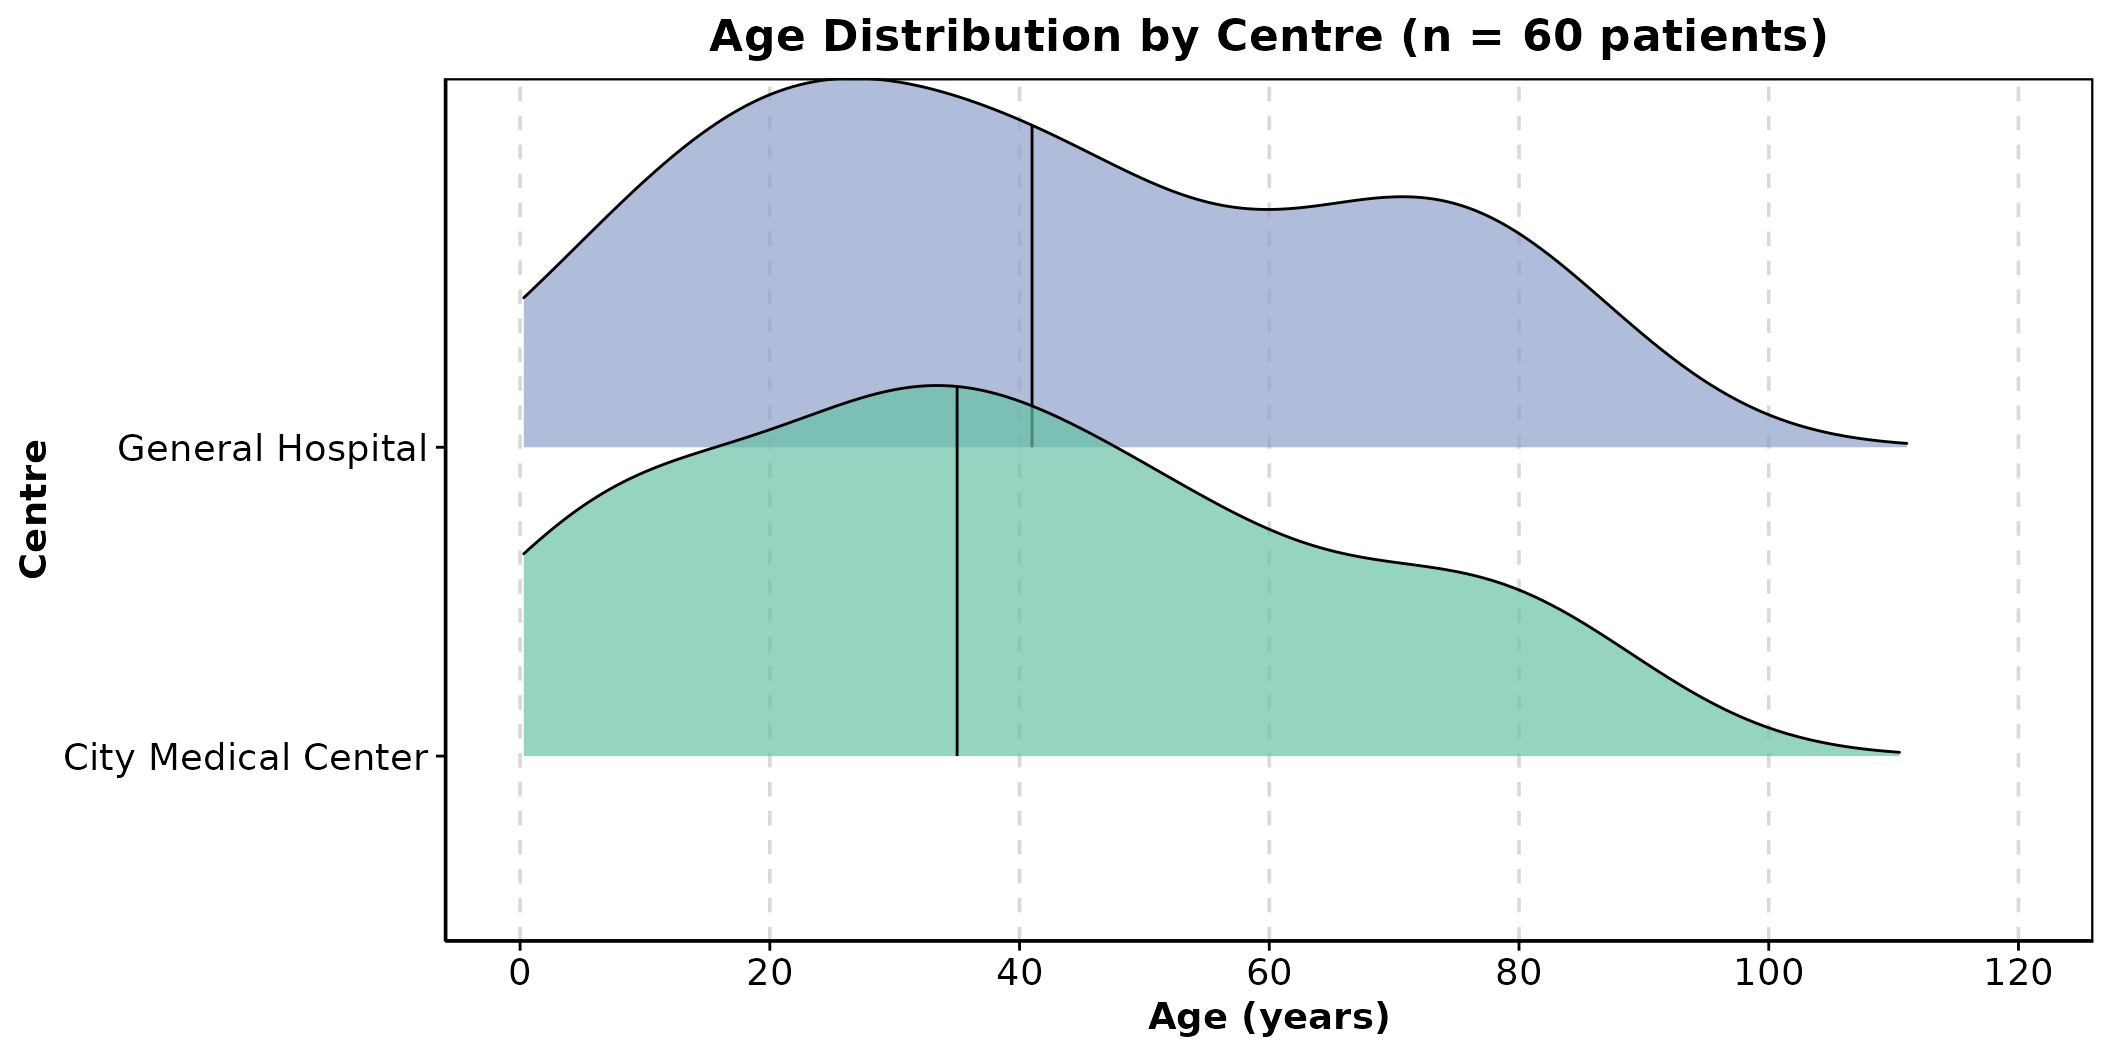 Age Distribution by Centre (n = 60 patients)
Centre
General Hospital
City Medical Center
0 20 40 60 80 100 120
Age (years)